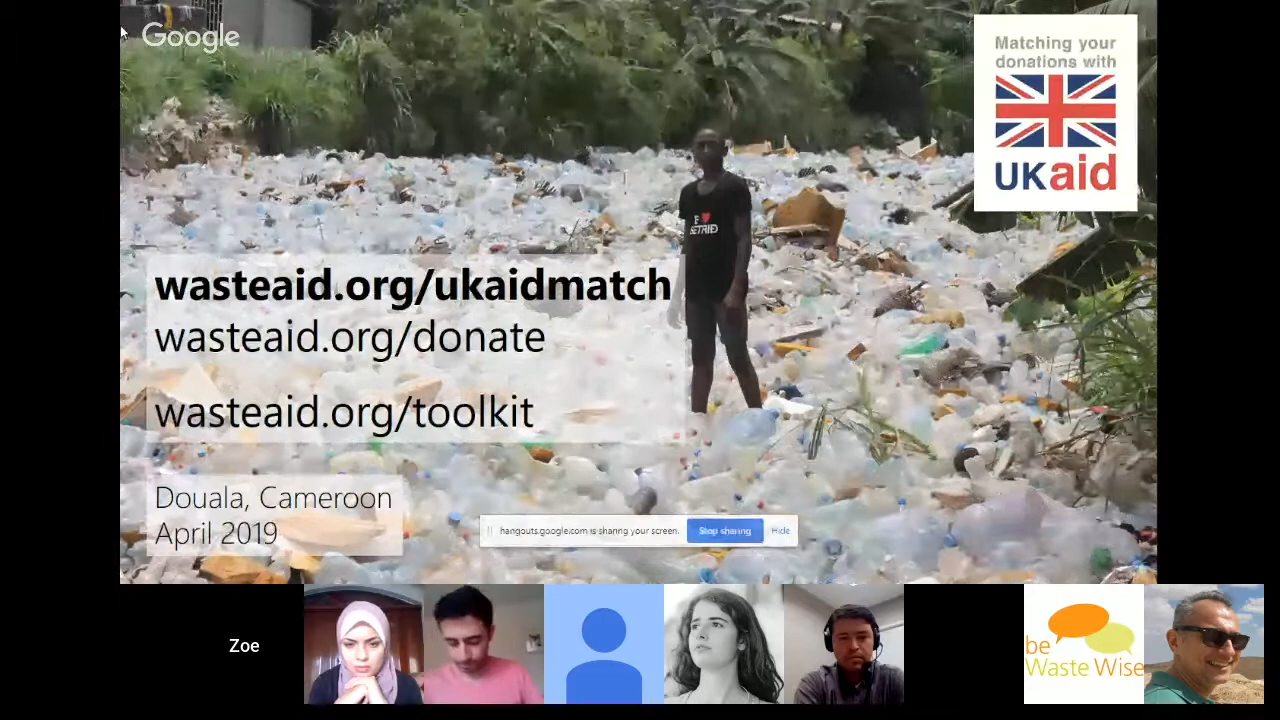 Google
Matching your
donations with
UKaid
I ❤
SETRID
wasteaid.org/ukaidmatch
wasteaid.org/donate
wasteaid.org/toolkit
Douala, Cameroon
April 2019
hangouts.google.com is sharing your screen.
Stop sharing
Hide
Zoe
be
Waste Wise